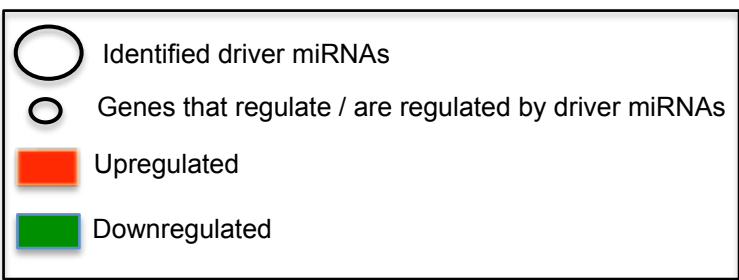 Identified driver miRNAs
Genes that regulate / are regulated by driver miRNAs
Upregulated
Downregulated